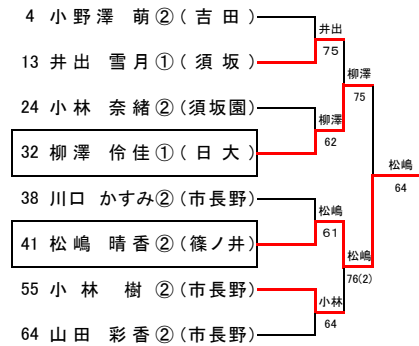 4 小野澤 萌②(吉田)
井出
75
13 井出 雪月①(須坂)
柳澤
75
24 小林 奈緒②(須坂園)
柳澤
62
32 柳澤 伶佳①(日大)
松嶋
64
38 川口 かすみ②(市長野)
松嶋
61
41 松嶋 晴香②(篠ノ井)
松嶋
76(2)
55 小林 樹②(市長野)
小林
64
64 山田 彩香②(市長野)